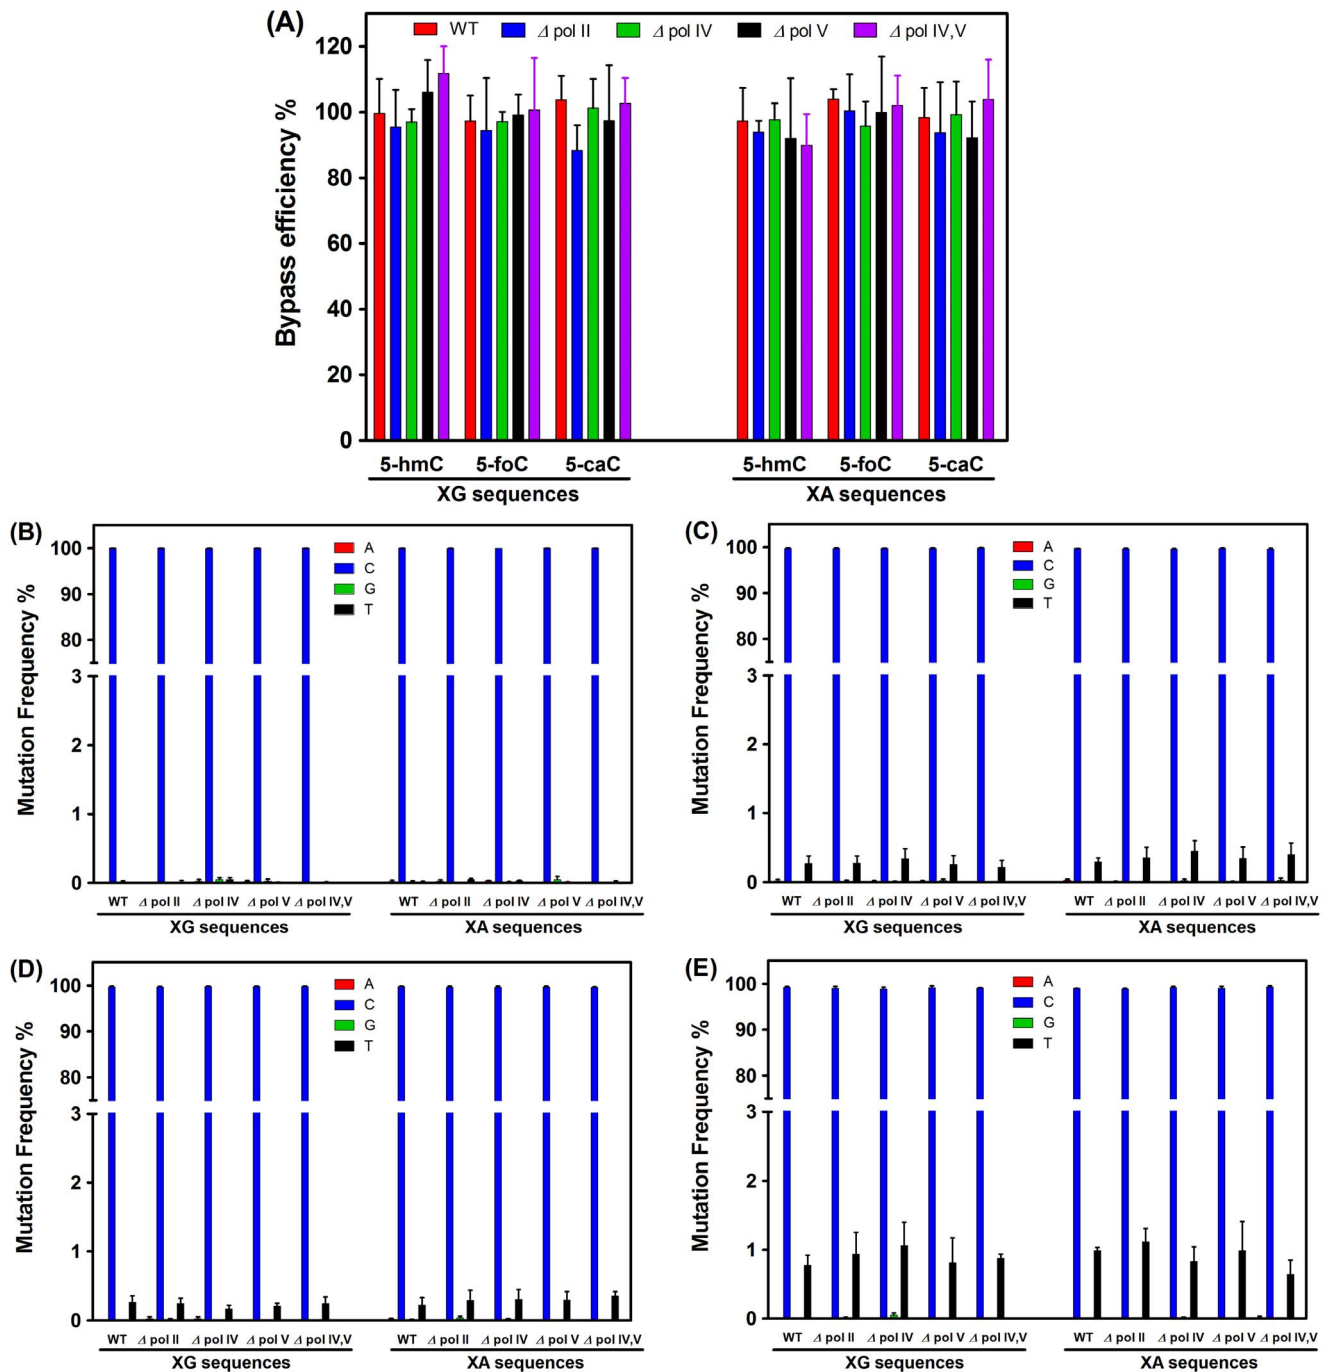 (A)
WT Δ pol II Δ pol IV Δ pol V Δ pol IV,V
Bypass efficiency %
120
100
80
60
40
20
0
5-hmC 5-foC 5-caC 5-hmC 5-foC 5-caC
XG sequences XA sequences
(B)
Mutation Frequency %
100
90
80
3
2
1
0
A
C
G
T
WT Δ pol II Δ pol IV Δ pol V Δ pol IV,V WT Δ pol II Δ pol IV Δ pol V Δ pol IV,V
XG sequences XA sequences
(C)
Mutation Frequency %
100
90
80
3
2
1
0
A
C
G
T
WT Δ pol II Δ pol IV Δ pol V Δ pol IV,V WT Δ pol II Δ pol IV Δ pol V Δ pol IV,V
XG sequences XA sequences
(D)
Mutation Frequency %
100
90
80
3
2
1
0
A
C
G
T
WT Δ pol II Δ pol IV Δ pol V Δ pol IV,V WT Δ pol II Δ pol IV Δ pol V Δ pol IV,V
XG sequences XA sequences
(E)
Mutation Frequency %
100
90
80
3
2
1
0
A
C
G
T
WT Δ pol II Δ pol IV Δ pol V Δ pol IV,V WT Δ pol II Δ pol IV Δ pol V Δ pol IV,V
XG sequences XA sequences